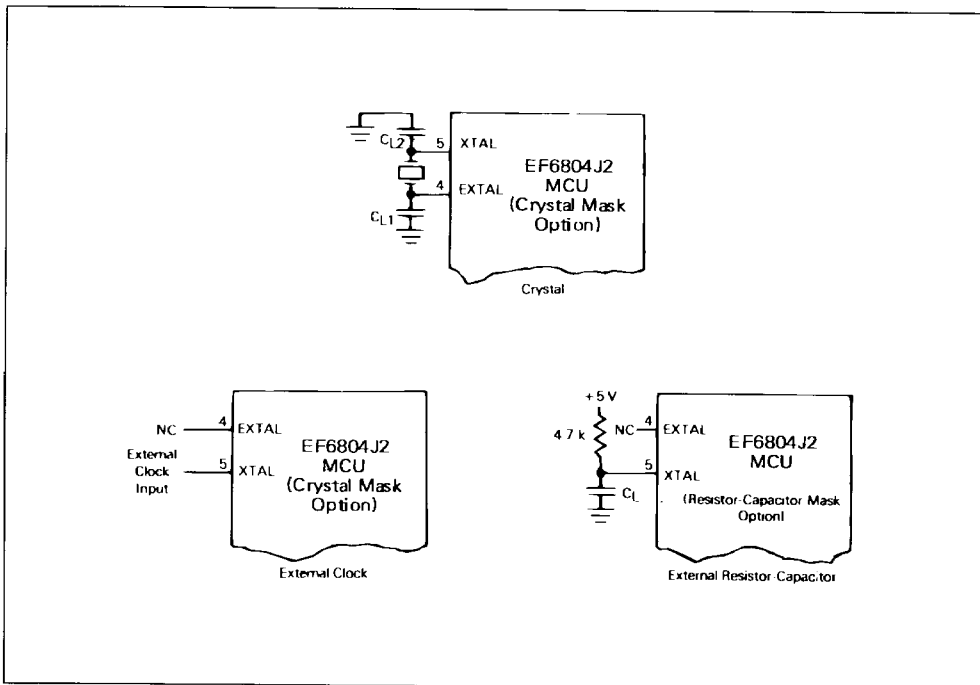 CL2
5 XTAL
EF6804J2
MCU
(Crystal Mask
Option)
4 EXTAL
CL1
Crystal
NC 4 EXTAL
External
Clock
Input
5 XTAL
EF6804J2
MCU
(Crystal Mask
Option)
External Clock
+5 V
4 7 k
NC 4 EXTAL
5 XTAL
CL
EF6804J2
MCU
(Resistor-Capacitor Mask
Option)
External Resistor-Capacitor